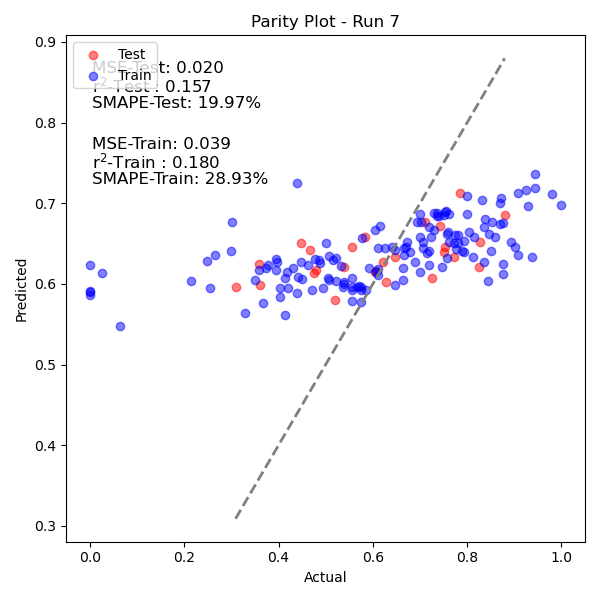 Parity Plot - Run 7
Test
Train
MSE-Test: 0.020
r²-Test : 0.157
SMAPE-Test: 19.97%
MSE-Train: 0.039
r²-Train : 0.180
SMAPE-Train: 28.93%
0.9
0.8
0.7
0.6
0.5
0.4
0.3
Predicted
0.0 0.2 0.4 0.6 0.8 1.0
Actual